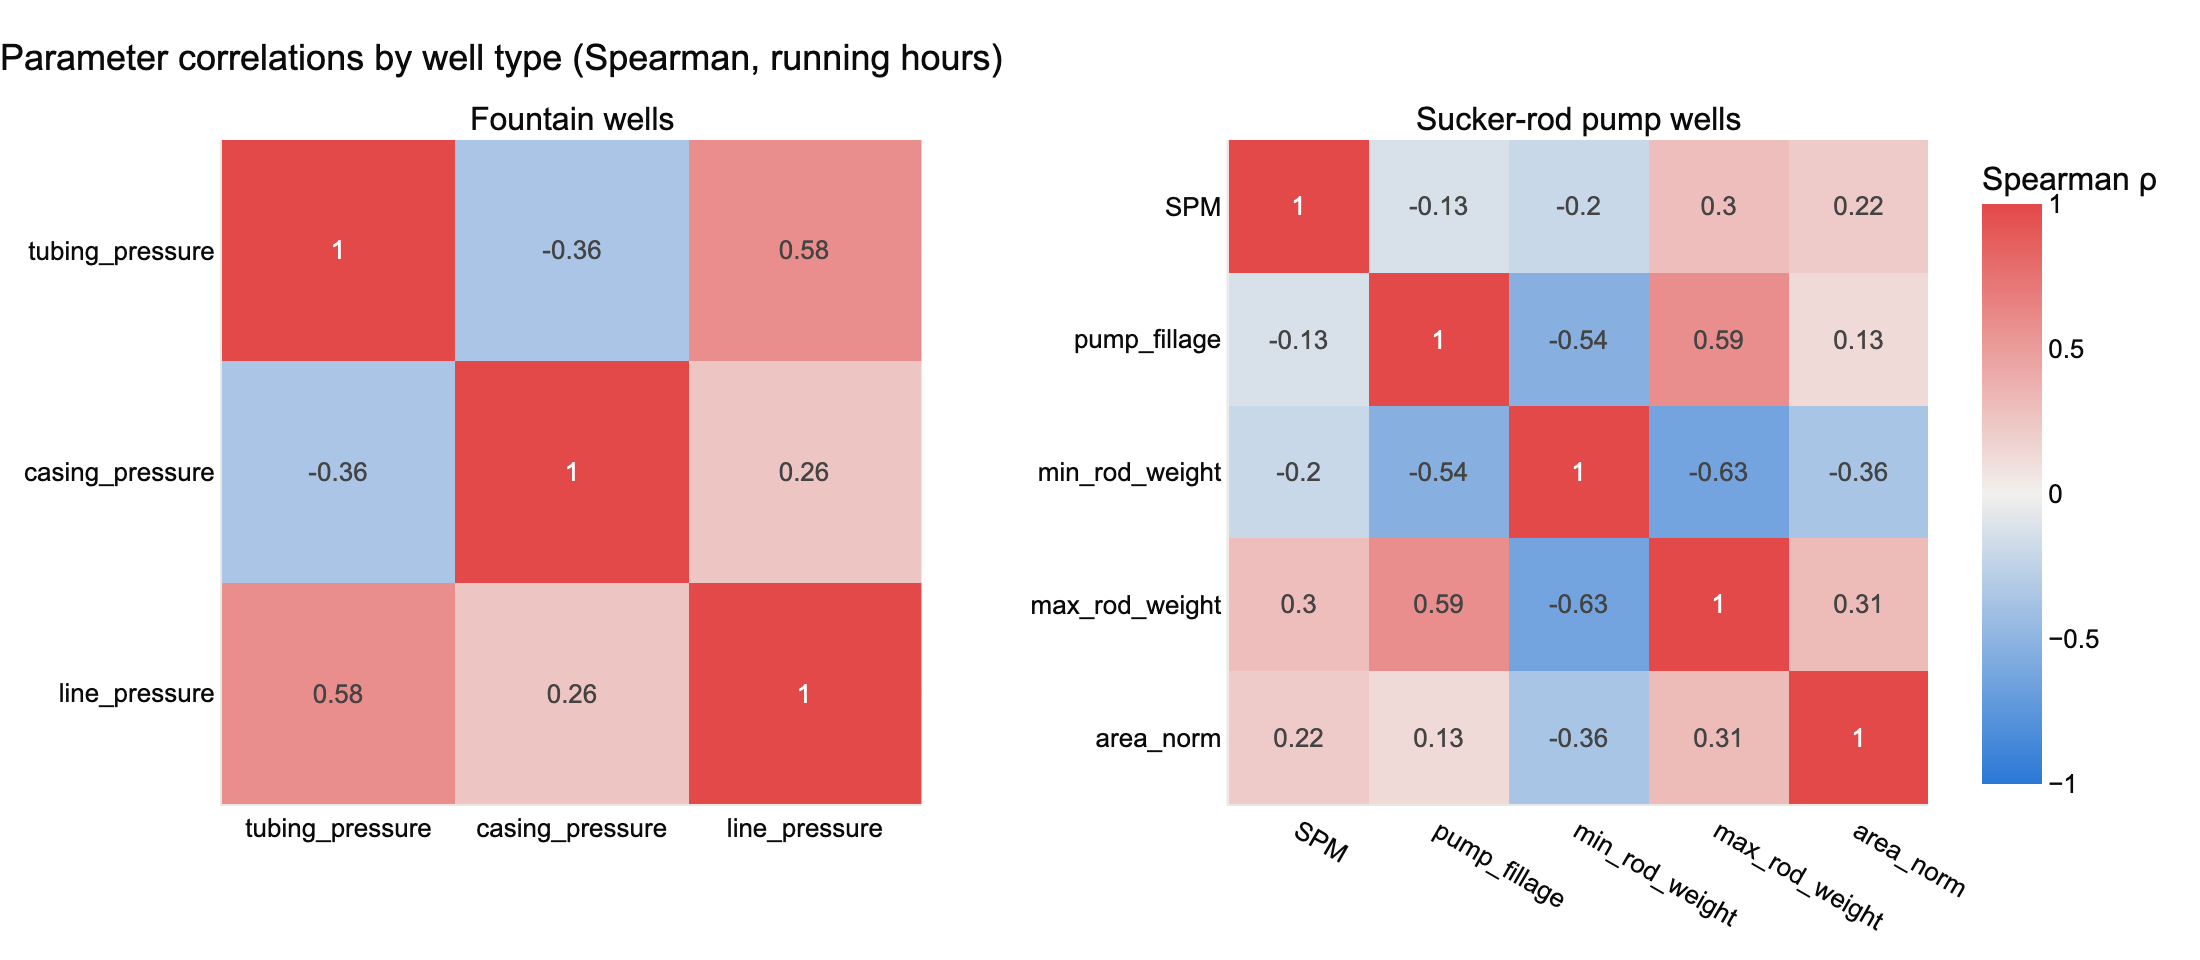 Parameter correlations by well type (Spearman, running hours)
Fountain wells
tubing_pressure 1 -0.36 0.58
casing_pressure -0.36 1 0.26
line_pressure 0.58 0.26 1
tubing_pressure casing_pressure line_pressure
Sucker-rod pump wells
SPM 1 -0.13 -0.2 0.3 0.22
pump_fillage -0.13 1 -0.54 0.59 0.13
min_rod_weight -0.2 -0.54 1 -0.63 -0.36
max_rod_weight 0.3 0.59 -0.63 1 0.31
area_norm 0.22 0.13 -0.36 0.31 1
SPM pump_fillage min_rod_weight max_rod_weight area_norm
Spearman ρ
1
0.5
0
−0.5
−1